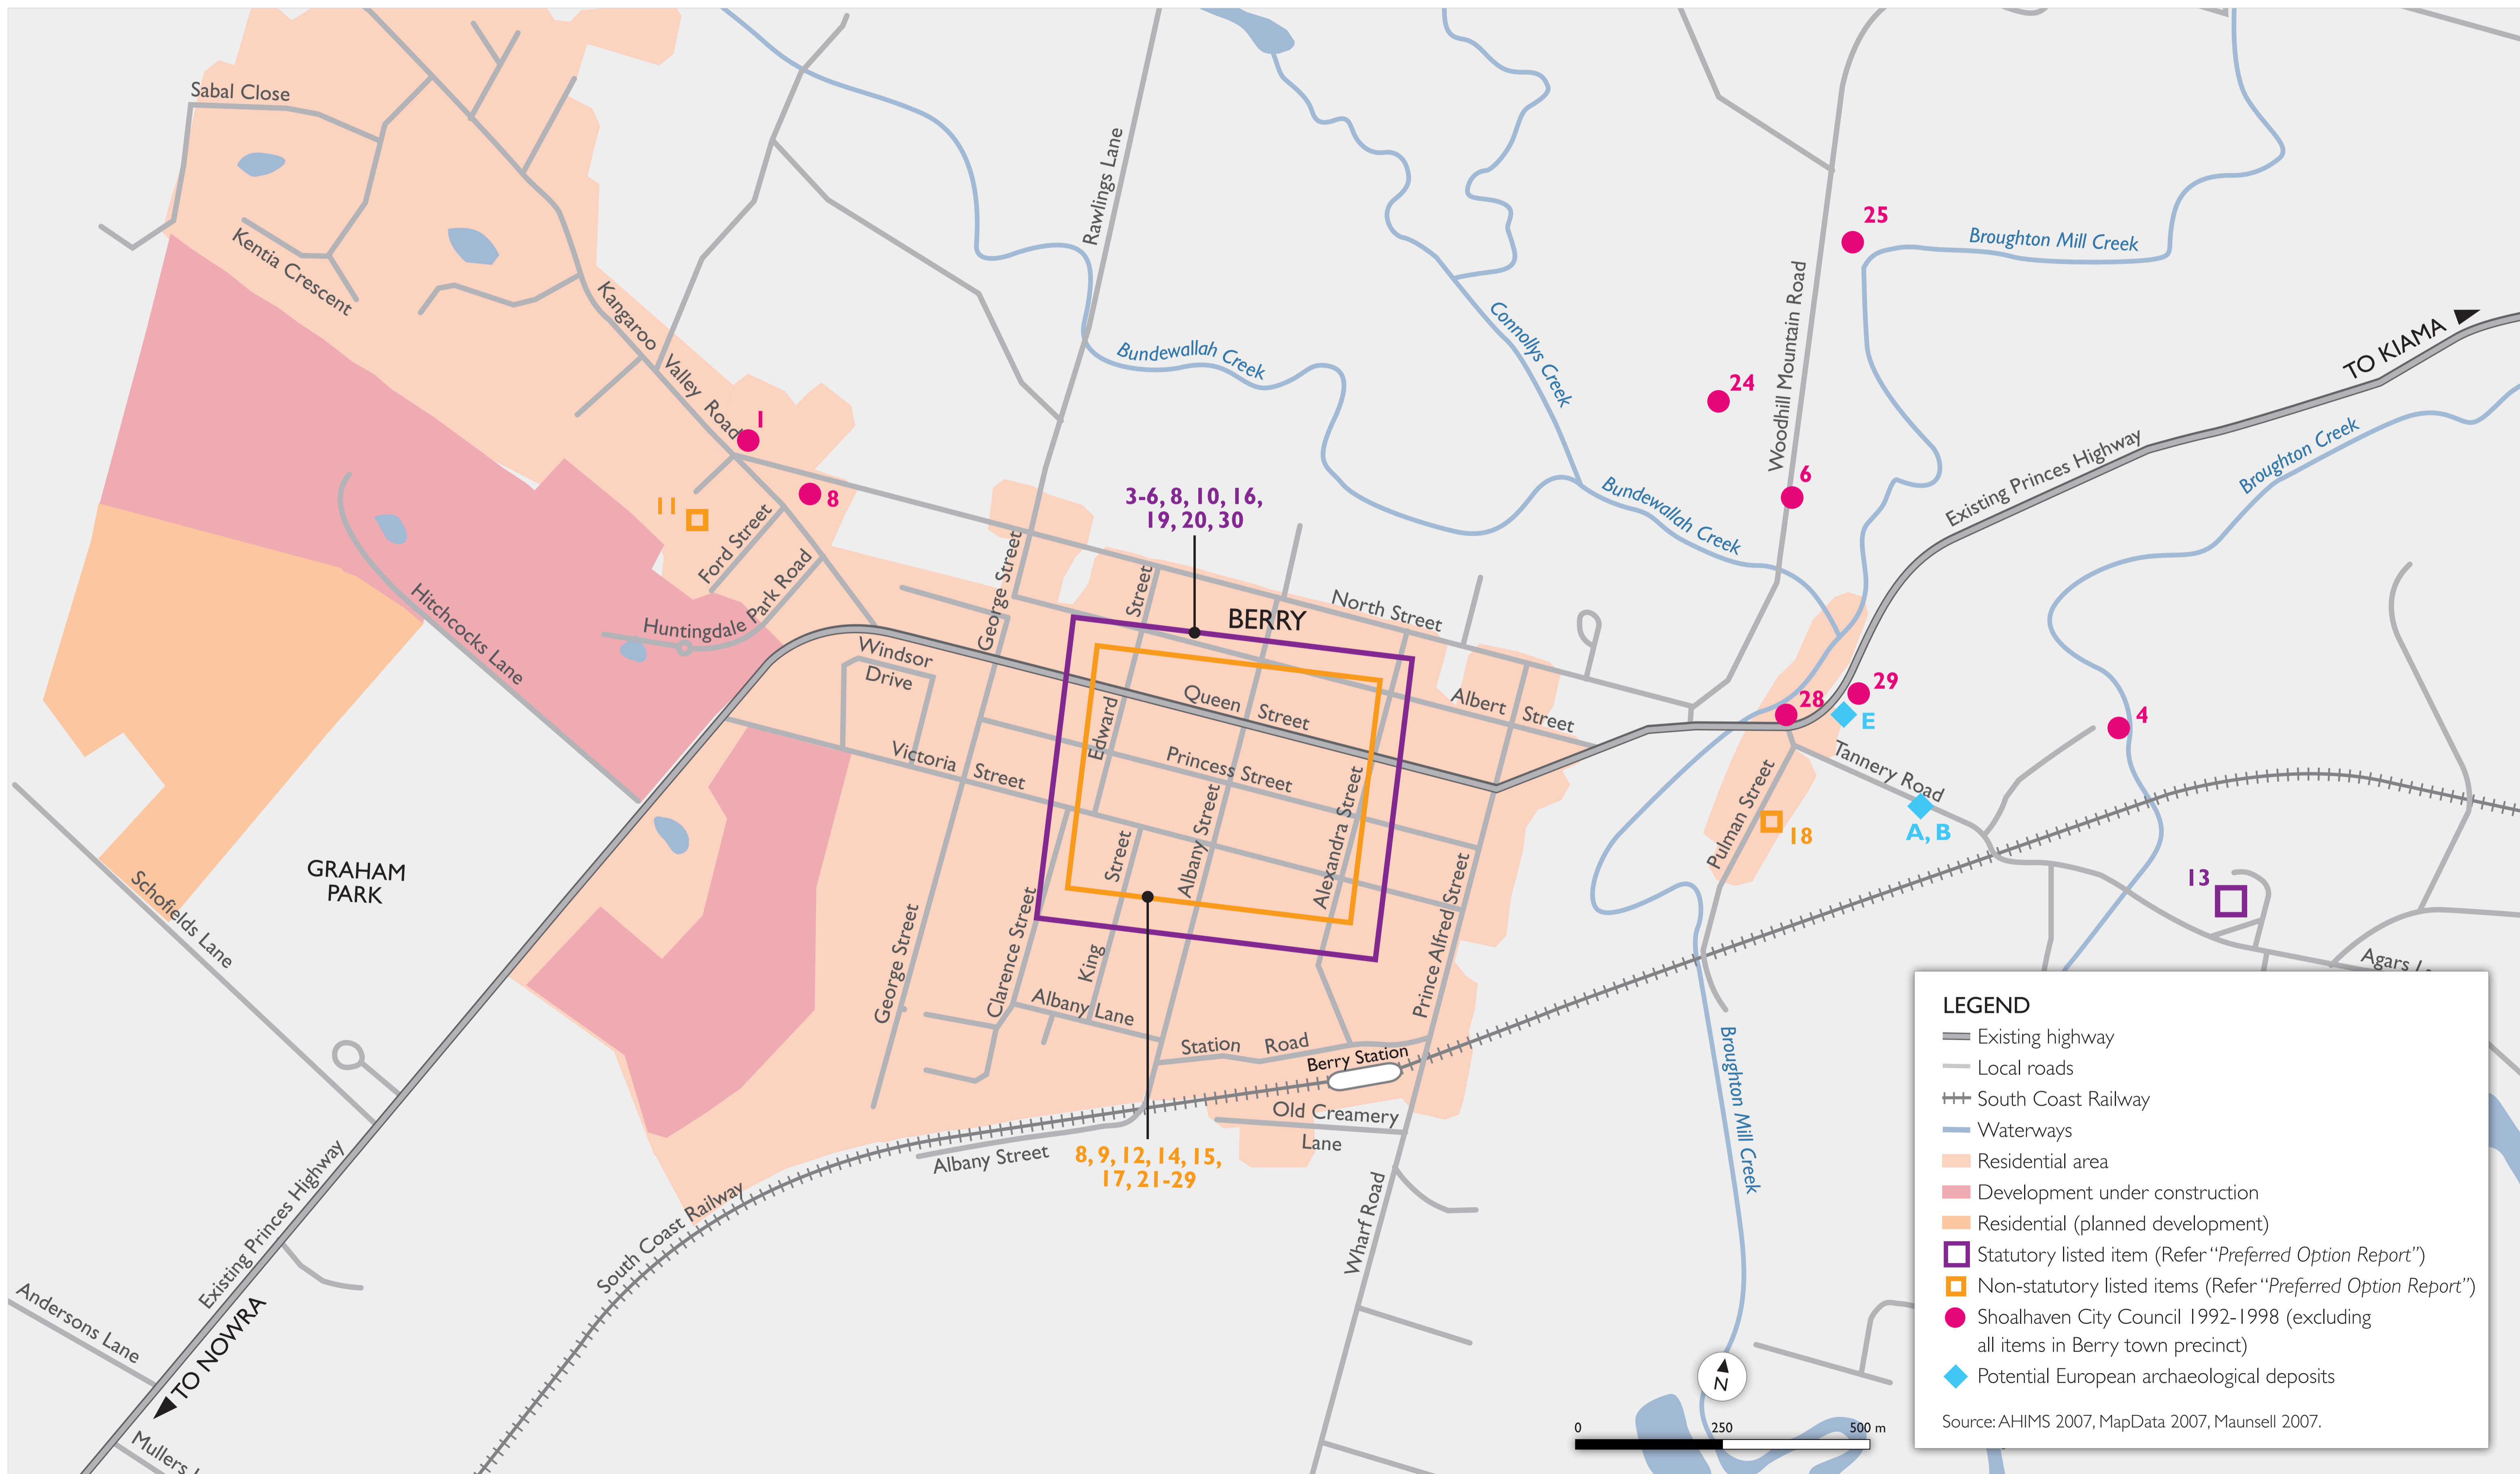 Sabal Close
Kentia Crescent
Kangaroo Valley Road
Rawlings Lane
Bundewallah Creek
Connollys Creek
Woodhill Mountain Road
25
Broughton Mill Creek
TO KIAMA
24
1
6
8
11
Existing Princes Highway
Broughton Creek
Bundewallah Creek
3-6, 8, 10, 16,
19, 20, 30
Ford Street
Huntingdale Park Road
Hitchcocks Lane
George Street
Street
BERRY
North Street
Windsor
Drive
Queen Street
Albert Street
28
29
E
4
Edward
Victoria Street
Princess Street
Albany Street
Alexandra Street
Tannery Road
A, B
Pulman Street
18
13
GRAHAM
PARK
Schofields Lane
Street
King
Clarence Street
George Street
Prince Alfred Street
Agars L
Albany Lane
Station Road
Berry Station
Old Creamery
Lane
Albany Street
8, 9, 12, 14, 15,
17, 21-29
South Coast Railway
Wharf Road
Broughton Mill Creek
Existing Princes Highway
Andersons Lane
TO NOWRA
Mullers L
N
0 250 500 m
LEGEND
Existing highway
Local roads
South Coast Railway
Waterways
Residential area
Development under construction
Residential (planned development)
Statutory listed item (Refer “Preferred Option Report”)
Non-statutory listed items (Refer “Preferred Option Report”)
Shoalhaven City Council 1992-1998 (excluding
all items in Berry town precinct)
Potential European archaeological deposits
Source: AHIMS 2007, MapData 2007, Maunsell 2007.